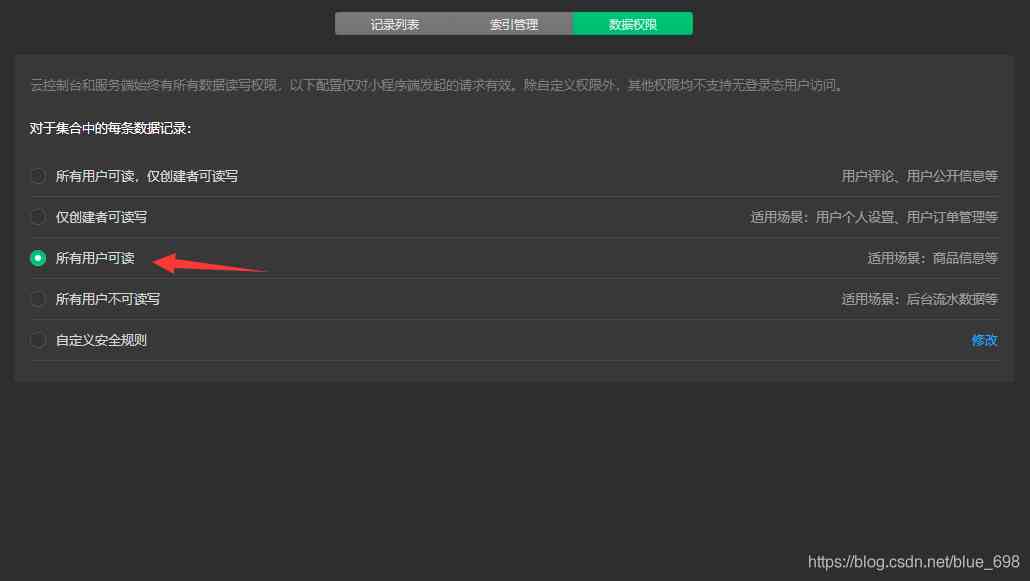 记录列表 索引管理 数据权限
云控制台和服务端始终有所有数据读写权限，以下配置仅对小程序端发起的请求有效。除自定义权限外，其他权限均不支持无登录态用户访问。
对于集合中的每条数据记录：
所有用户可读，仅创建者可读写 用户评论、用户公开信息等
仅创建者可读写 适用场景：用户个人设置、用户订单管理等
所有用户可读 适用场景：商品信息等
所有用户不可读写 适用场景：后台流水数据等
自定义安全规则 修改
https://blog.csdn.net/blue_698